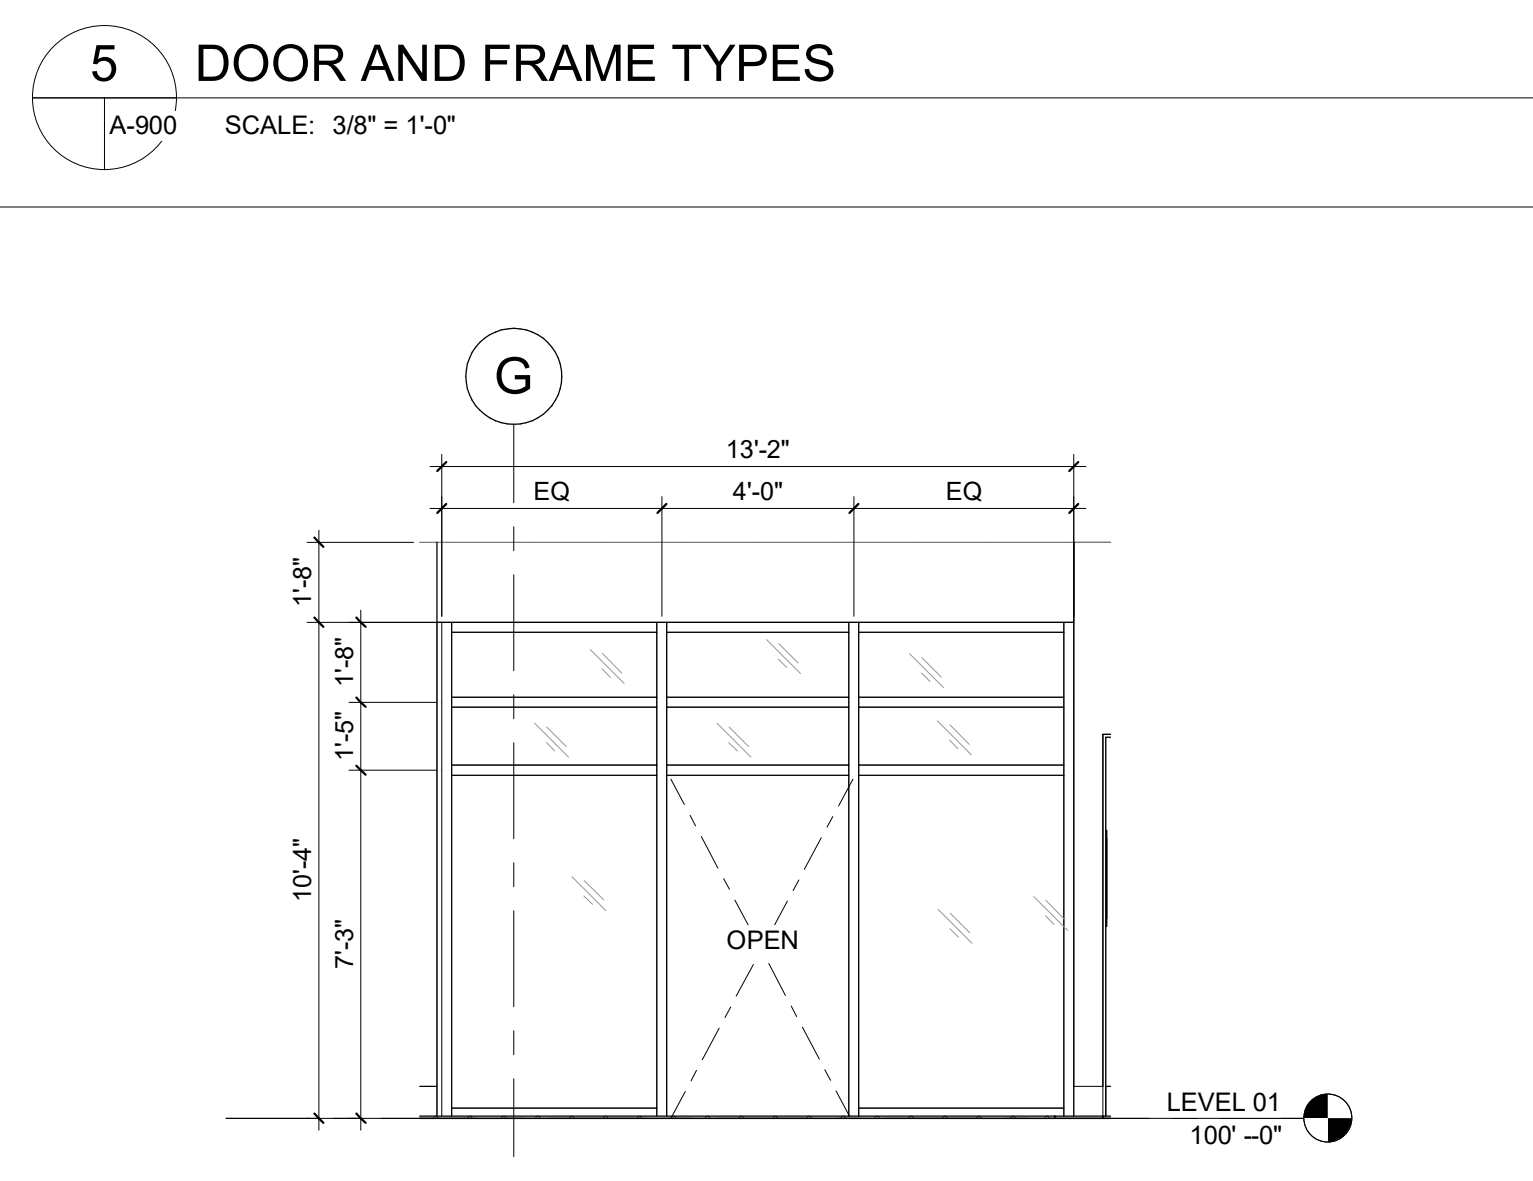 5
DOOR AND FRAME TYPES
A-900
SCALE: 3/8" = 1'-0"
G
13'-2"
EQ
4'-0"
EQ
1'-8"
1'-8"
1'-5"
10'-4"
7'-3"
OPEN
LEVEL 01
100' --0"